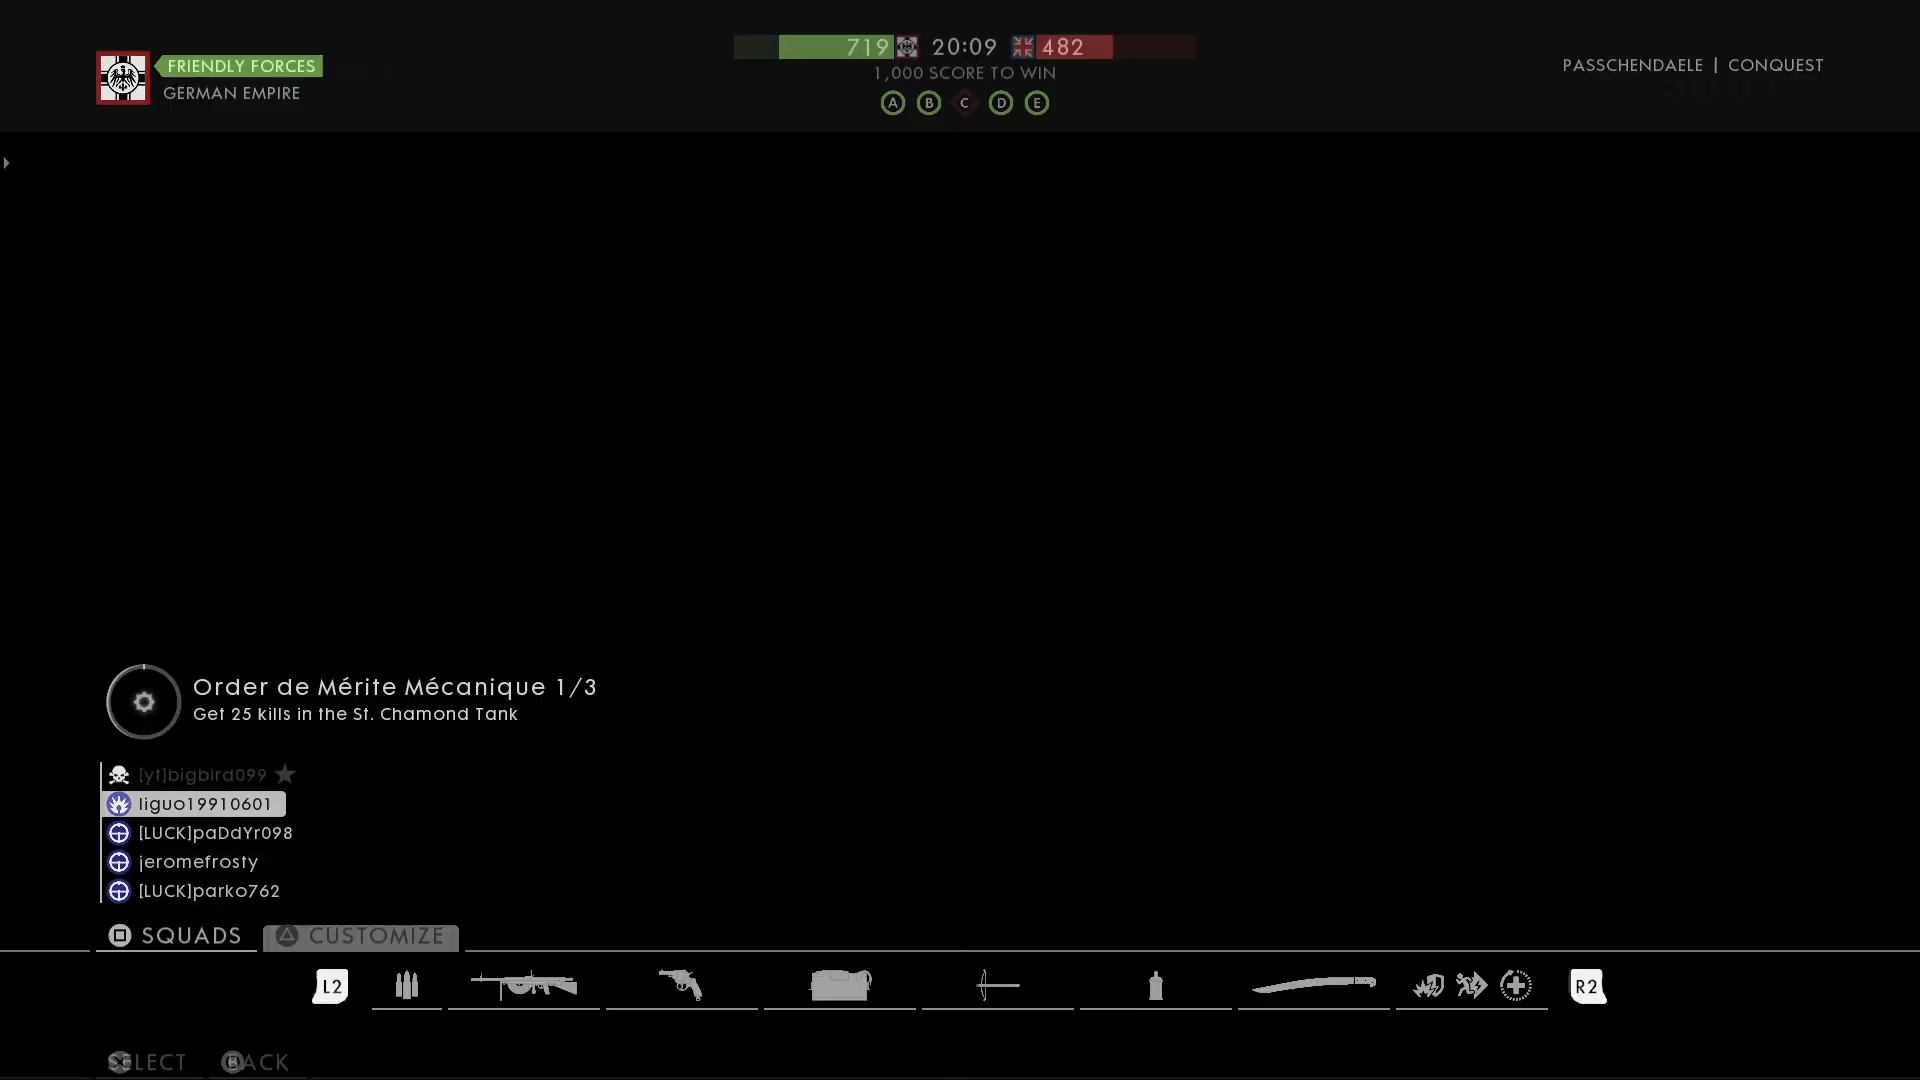 FRIENDLY FORCES
GERMAN EMPIRE
719 20:09 482
1,000 SCORE TO WIN
A B C D E
PASSCHENDAELE | CONQUEST
Order de Mérite Mécanique 1/3
Get 25 kills in the St. Chamond Tank
[yt]bigbird099
liguo19910601
[LUCK]paDdYr098
jeromefrosty
[LUCK]parko762
SQUADS CUSTOMIZE
L2 R2
SELECT BACK